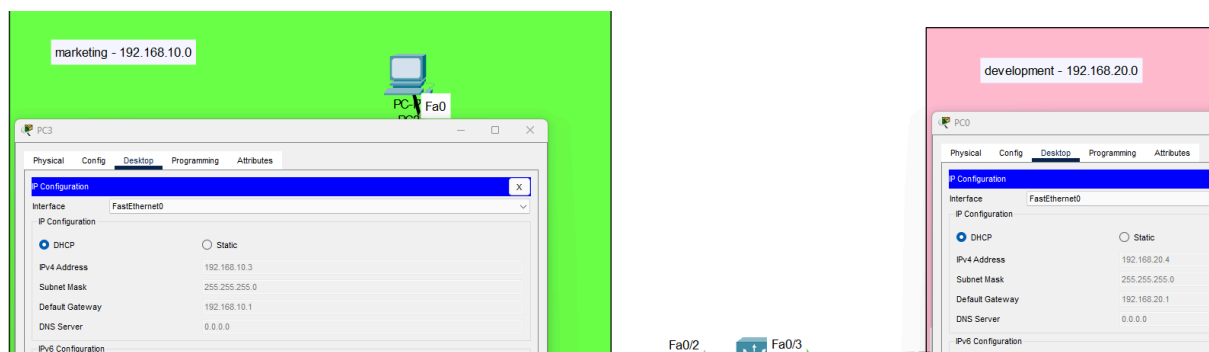 marketing - 192.168.10.0
Fa0
PC3
Physical Config Desktop Programming Attributes
IP Configuration X
Interface FastEthernet0
IP Configuration
DHCP Static
IPv4 Address 192.168.10.3
Subnet Mask 255.255.255.0
Default Gateway 192.168.10.1
DNS Server 0.0.0.0
IPv6 Configuration
Fa0/2 Fa0/3
development - 192.168.20.0
PC0
Physical Config Desktop Programming Attributes
IP Configuration
Interface FastEthernet0
IP Configuration
DHCP Static
IPv4 Address 192.168.20.4
Subnet Mask 255.255.255.0
Default Gateway 192.168.20.1
DNS Server 0.0.0.0
IPv6 Configuration